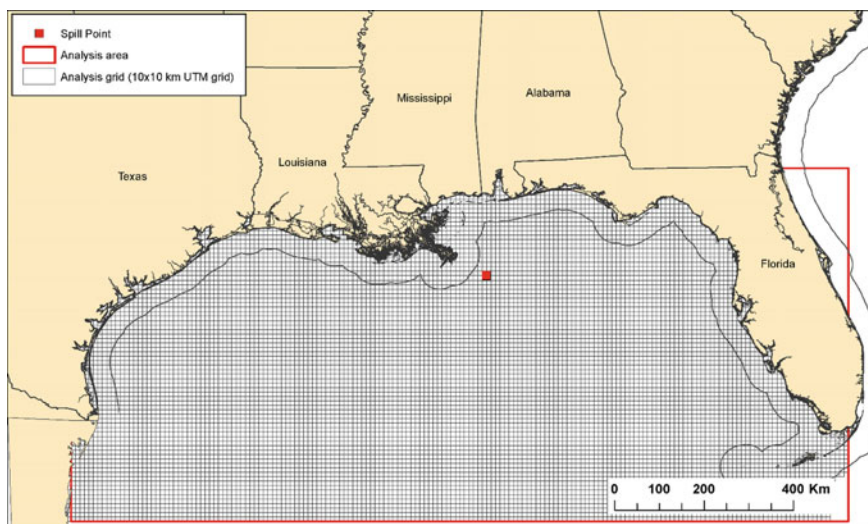 Spill Point
Analysis area
Analysis grid (10x10 km UTM grid)
Mississippi
Alabama
Louisiana
Texas
Florida
0 100 200 400 Km